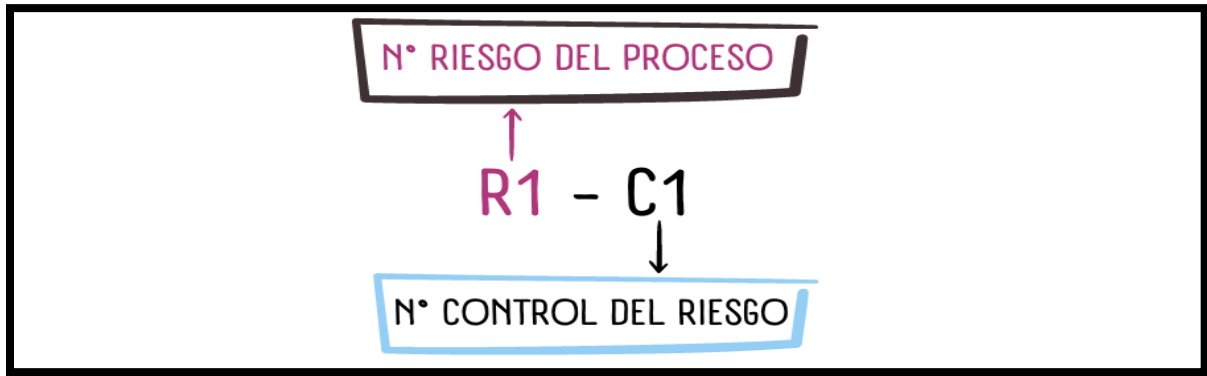 N° RIESGO DEL PROCESO
R1 - C1
N° CONTROL DEL RIESGO